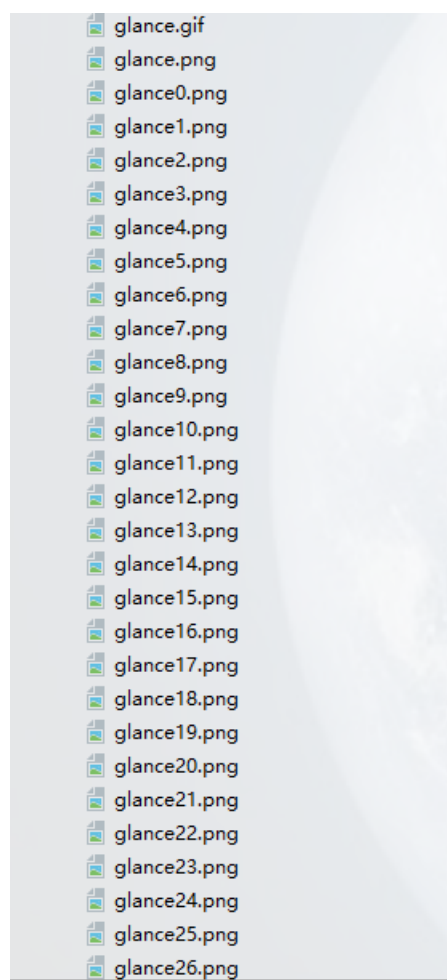 glance.gif
glance.png
glance0.png
glance1.png
glance2.png
glance3.png
glance4.png
glance5.png
glance6.png
glance7.png
glance8.png
glance9.png
glance10.png
glance11.png
glance12.png
glance13.png
glance14.png
glance15.png
glance16.png
glance17.png
glance18.png
glance19.png
glance20.png
glance21.png
glance22.png
glance23.png
glance24.png
glance25.png
glance26.png